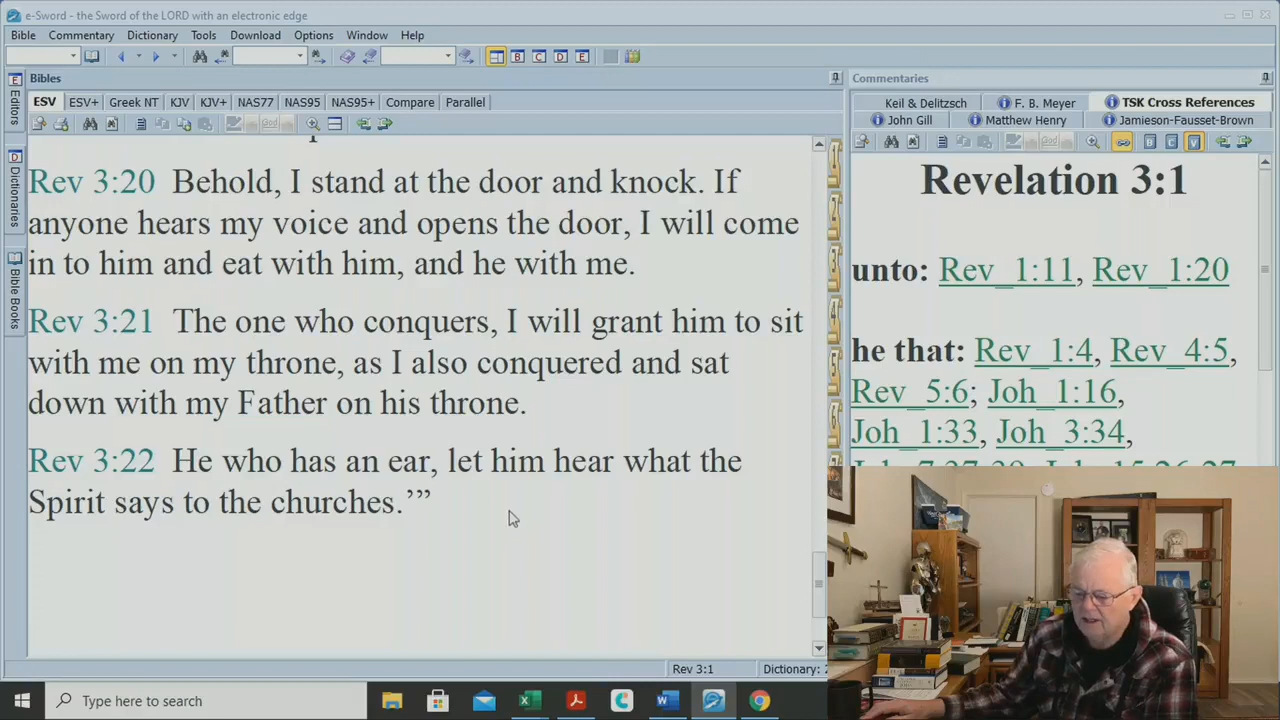 e-Sword - the Sword of the LORD with an electronic edge
Bible Commentary Dictionary Tools Download Options Window Help
B C D E
Bibles
ESV ESV+ Greek NT KJV KJV+ NAS77 NAS95 NAS95+ Compare Parallel
Editors
Dictionaries
Bible Books
Rev 3:20 Behold, I stand at the door and knock. If
anyone hears my voice and opens the door, I will come
in to him and eat with him, and he with me.
Rev 3:21 The one who conquers, I will grant him to sit
with me on my throne, as I also conquered and sat
down with my Father on his throne.
Rev 3:22 He who has an ear, let him hear what the
Spirit says to the churches.’”
Commentaries
Keil & Delitzsch F. B. Meyer TSK Cross References
John Gill Matthew Henry Jamieson-Fausset-Brown
Revelation 3:1
unto: Rev_1:11, Rev_1:20
he that: Rev_1:4, Rev_4:5,
Rev_5:6; Joh_1:16,
Joh_1:33, Joh_3:34,
Rev 3:1 Dictionary:
Type here to search